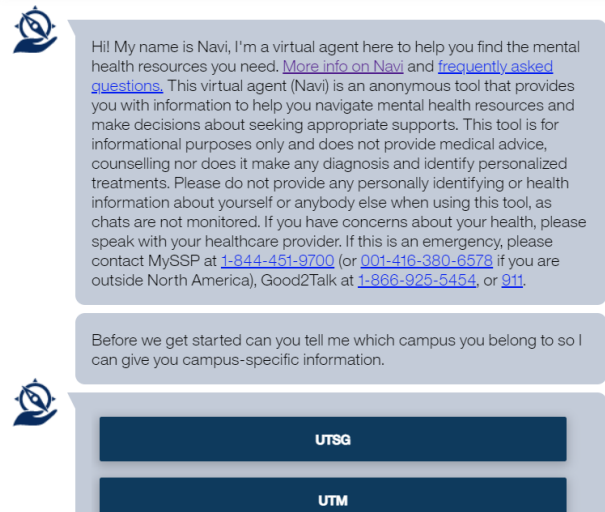 Hi! My name is Navi, I'm a virtual agent here to help you find the mental
health resources you need. More info on Navi and frequently asked
questions. This virtual agent (Navi) is an anonymous tool that provides
you with information to help you navigate mental health resources and
make decisions about seeking appropriate supports. This tool is for
informational purposes only and does not provide medical advice,
counselling nor does it make any diagnosis and identify personalized
treatments. Please do not provide any personally identifying or health
information about yourself or anybody else when using this tool, as
chats are not monitored. If you have concerns about your health, please
speak with your healthcare provider. If this is an emergency, please
contact MySSP at 1-844-451-9700 (or 001-416-380-6578 if you are
outside North America), Good2Talk at 1-866-925-5454, or 911.
Before we get started can you tell me which campus you belong to so I
can give you campus-specific information.
UTSG
UTM